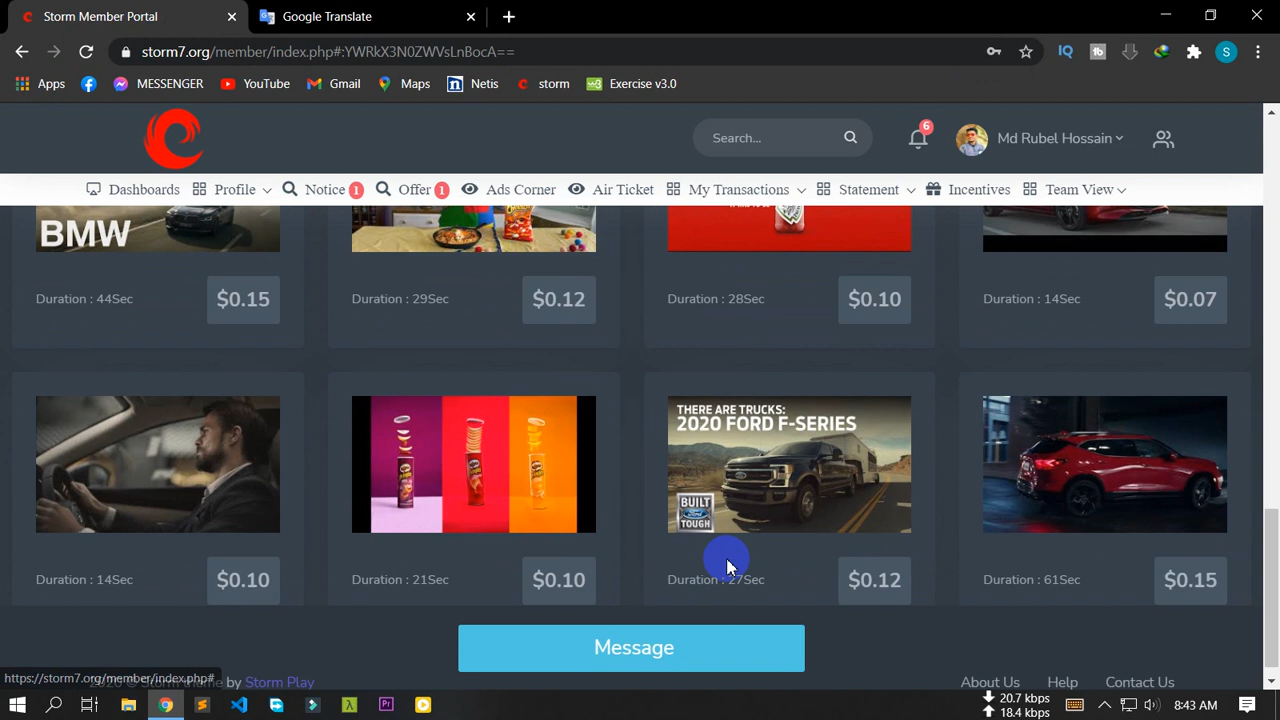 Storm Member Portal
Google Translate
storm7.org/member/index.php#:YWRkX3N0ZWVsLnBocA==
S
Apps
MESSENGER
YouTube
Gmail
Maps
Netis
storm
Exercise v3.0
Search...
6
Md Rubel Hossain
Dashboards
Profile
Notice 1
Offer 1
Ads Corner
Air Ticket
My Transactions
Statement
Incentives
Team View
BMW
Duration : 44Sec
$0.15
Duration : 29Sec
$0.12
Duration : 28Sec
$0.10
Duration : 14Sec
$0.07
THERE ARE TRUCKS:
2020 FORD F-SERIES
BUILT
Ford
TOUGH
Duration : 14Sec
$0.10
Duration : 21Sec
$0.10
Duration : 27Sec
$0.12
Duration : 61Sec
$0.15
Message
https://storm7.org/member/index.php#
by Storm Play
About Us
Help
Contact Us
20.7 kbps
18.4 kbps
8:43 AM